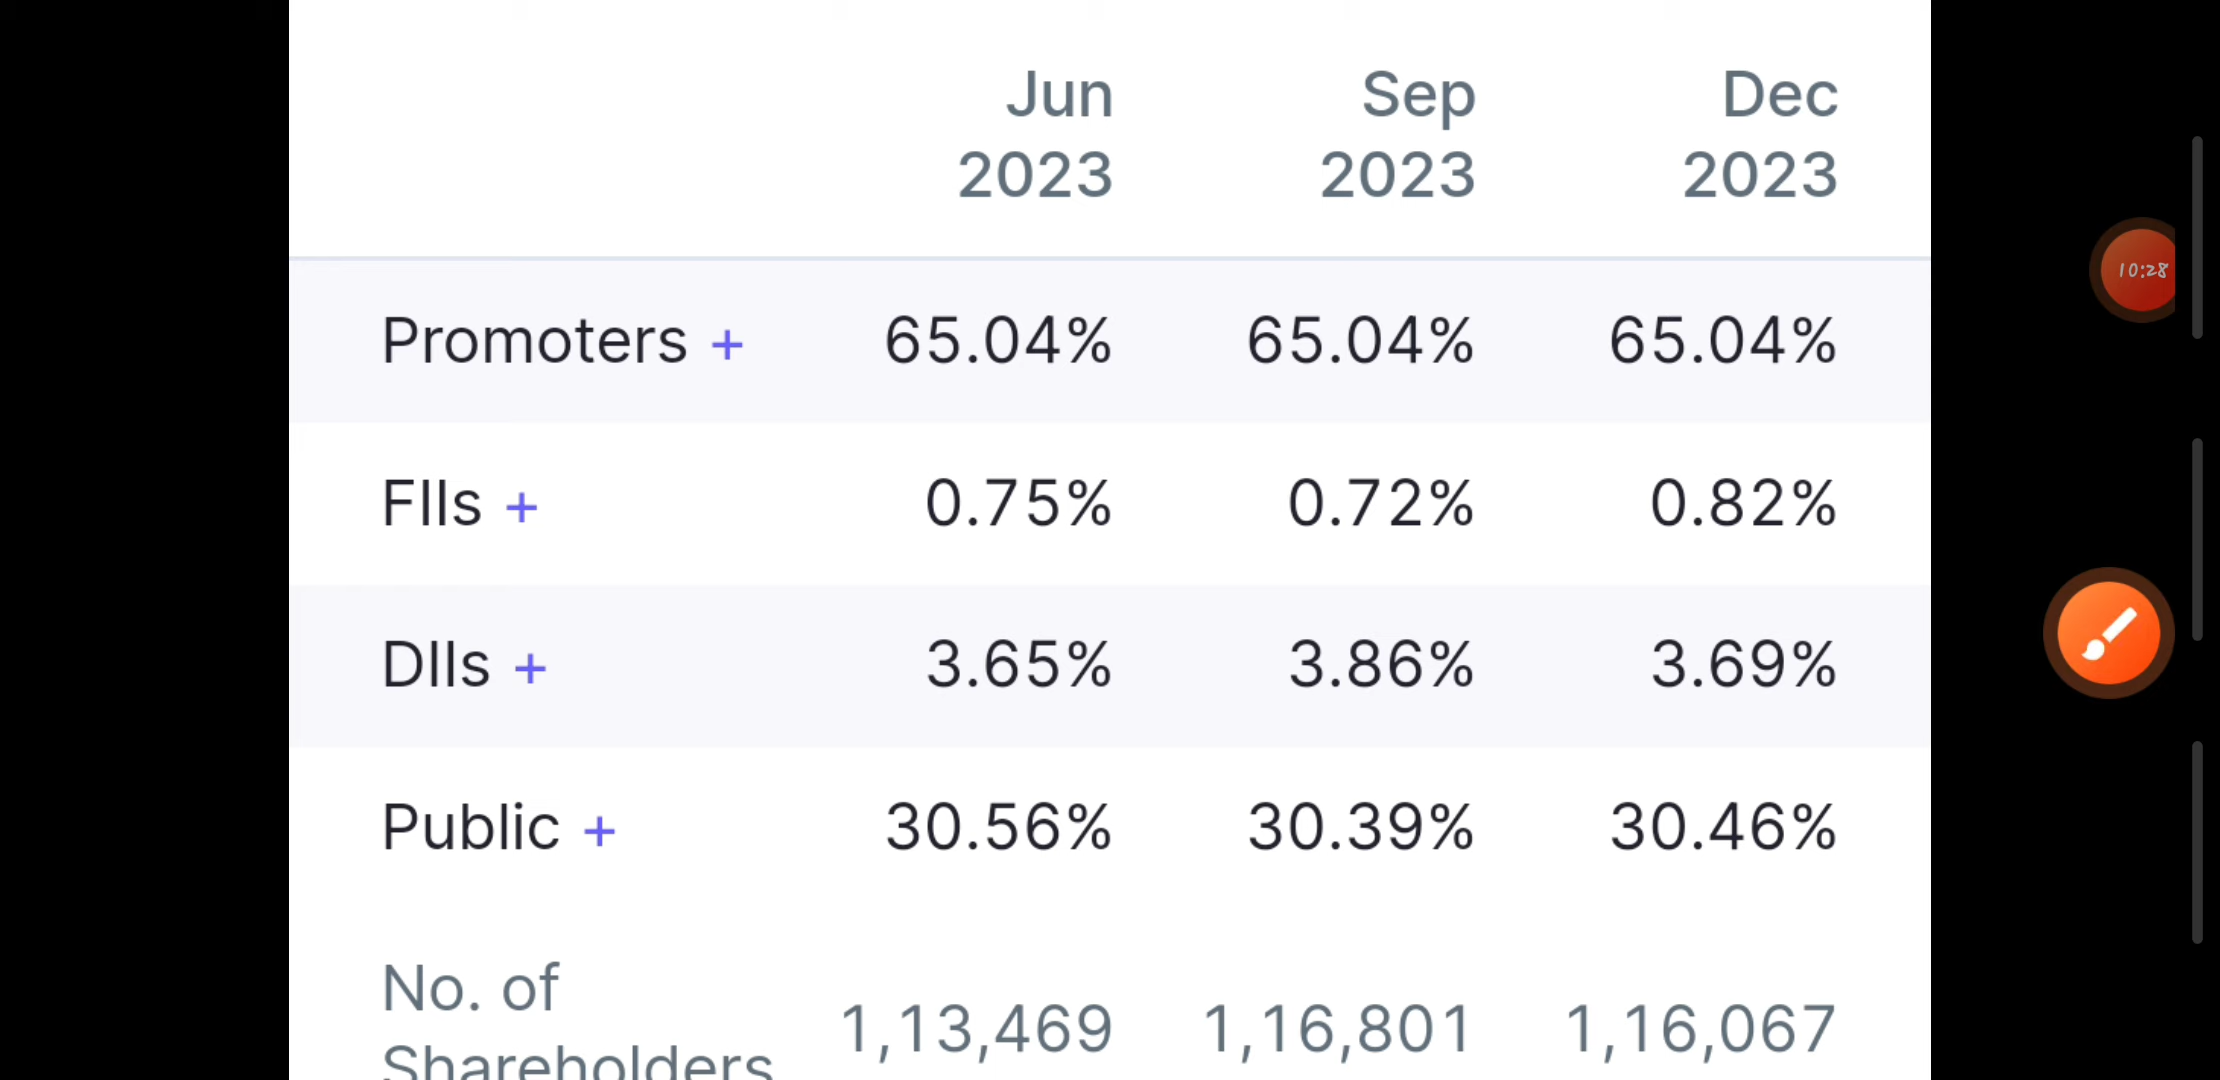 Jun Sep Dec
2023 2023 2023
Promoters + 65.04% 65.04% 65.04%
FIIs + 0.75% 0.72% 0.82%
DIIs + 3.65% 3.86% 3.69%
Public + 30.56% 30.39% 30.46%
No. of
Shareholders 1,13,469 1,16,801 1,16,067
10:28